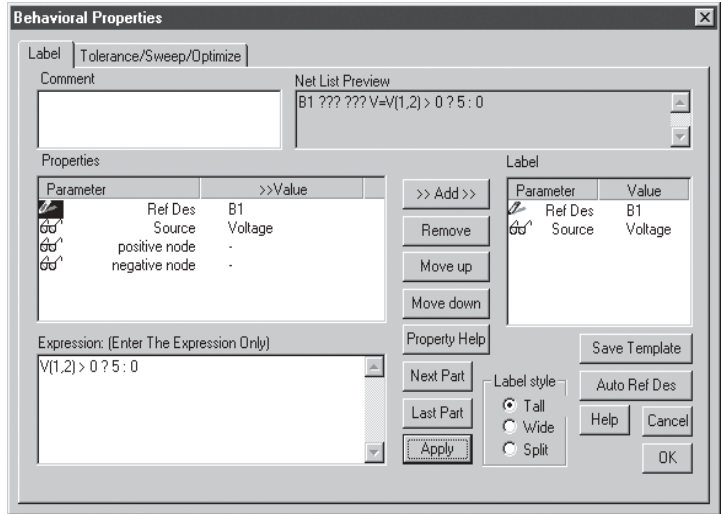 Behavioral Properties
Label Tolerance/Sweep/Optimize
Comment
Net List Preview
B1 ??? ??? V=V(1,2) > 0 ? 5 : 0
Properties
Parameter >>Value
Ref Des B1
Source Voltage
positive node -
negative node -
>> Add >>
Remove
Move up
Move down
Property Help
Next Part
Last Part
Apply
Label
Parameter Value
Ref Des B1
Source Voltage
Expression: (Enter The Expression Only)
V(1,2) > 0 ? 5 : 0
Label style
Tall
Wide
Split
Save Template
Auto Ref Des
Help
Cancel
OK